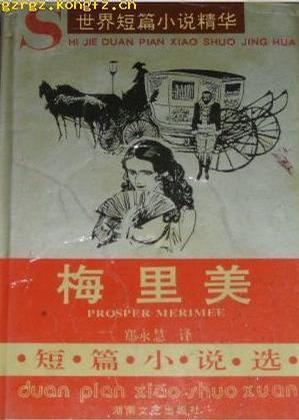 gzrgz.kongfz.cn
S世界短篇小说精华
SHI JIE DUAN PIAN XIAO SHUO JING HUA
梅里美
PROSPER MERIMEE
郑永慧 译
·短·篇·小·说·选·
duan pian xiao shuo xuan
湖南文艺出版社